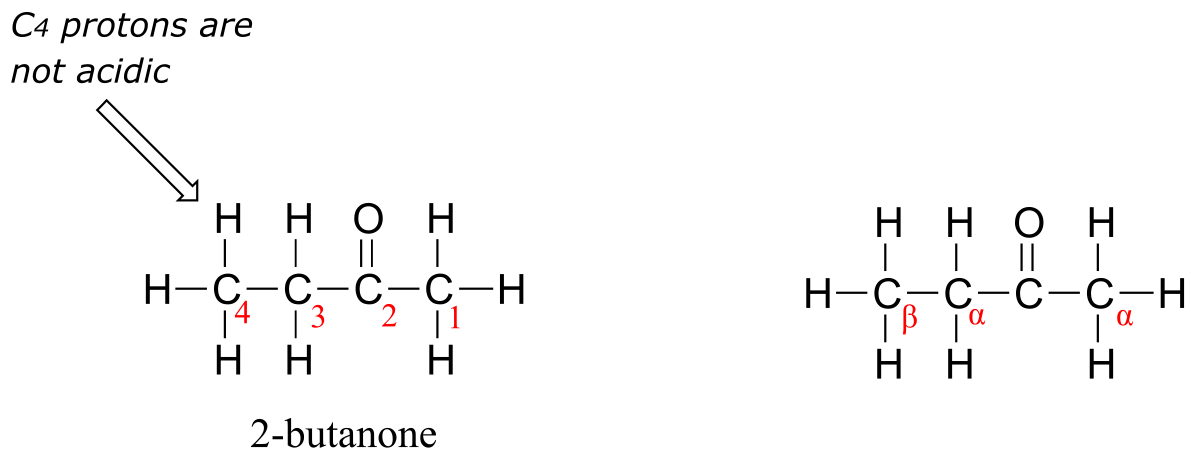 C4 protons are
not acidic
H H O H
H C C C C H
4 3 2 1
H H H
2-butanone
H H O H
H C C C C H
β α α
H H H